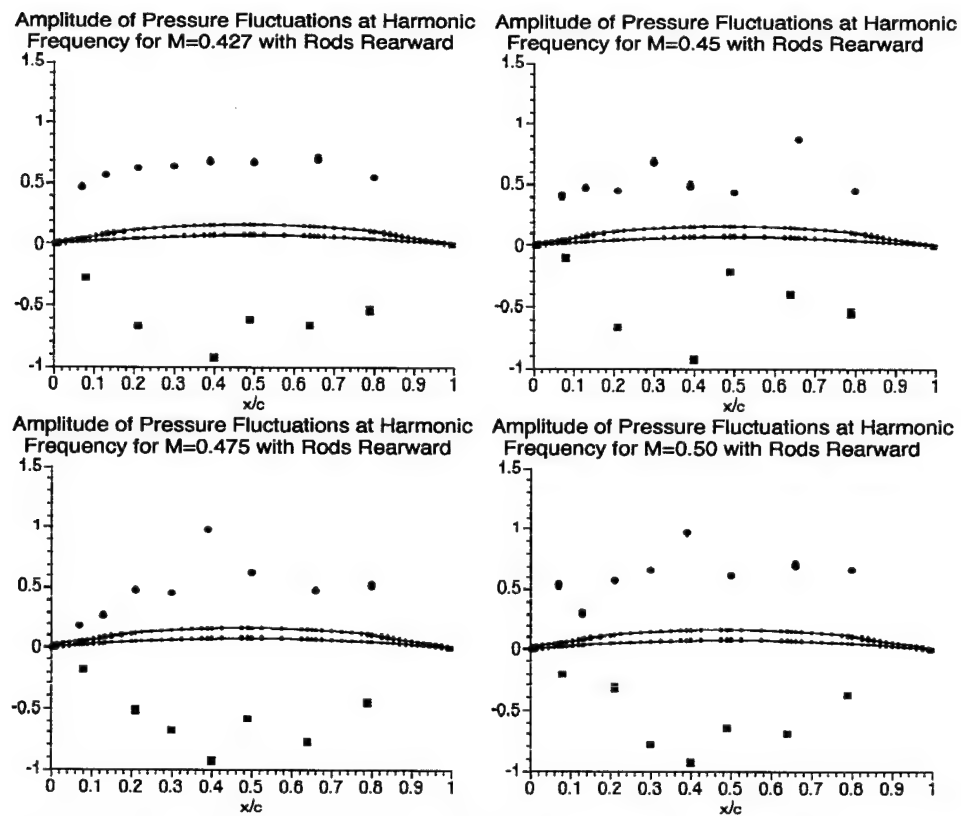 Amplitude of Pressure Fluctuations at Harmonic
Frequency for M=0.427 with Rods Rearward
1.5
1
0.5
0
-0.5
-1
0 0.1 0.2 0.3 0.4 0.5 0.6 0.7 0.8 0.9 1
x/c
Amplitude of Pressure Fluctuations at Harmonic
Frequency for M=0.45 with Rods Rearward
1.5
1
0.5
0
-0.5
-1
0 0.1 0.2 0.3 0.4 0.5 0.6 0.7 0.8 0.9 1
x/c
Amplitude of Pressure Fluctuations at Harmonic
Frequency for M=0.475 with Rods Rearward
1.5
1
0.5
0
-0.5
-1
0 0.1 0.2 0.3 0.4 0.5 0.6 0.7 0.8 0.9 1
x/c
Amplitude of Pressure Fluctuations at Harmonic
Frequency for M=0.50 with Rods Rearward
1.5
1
0.5
0
-0.5
-1
0 0.1 0.2 0.3 0.4 0.5 0.6 0.7 0.8 0.9 1
x/c